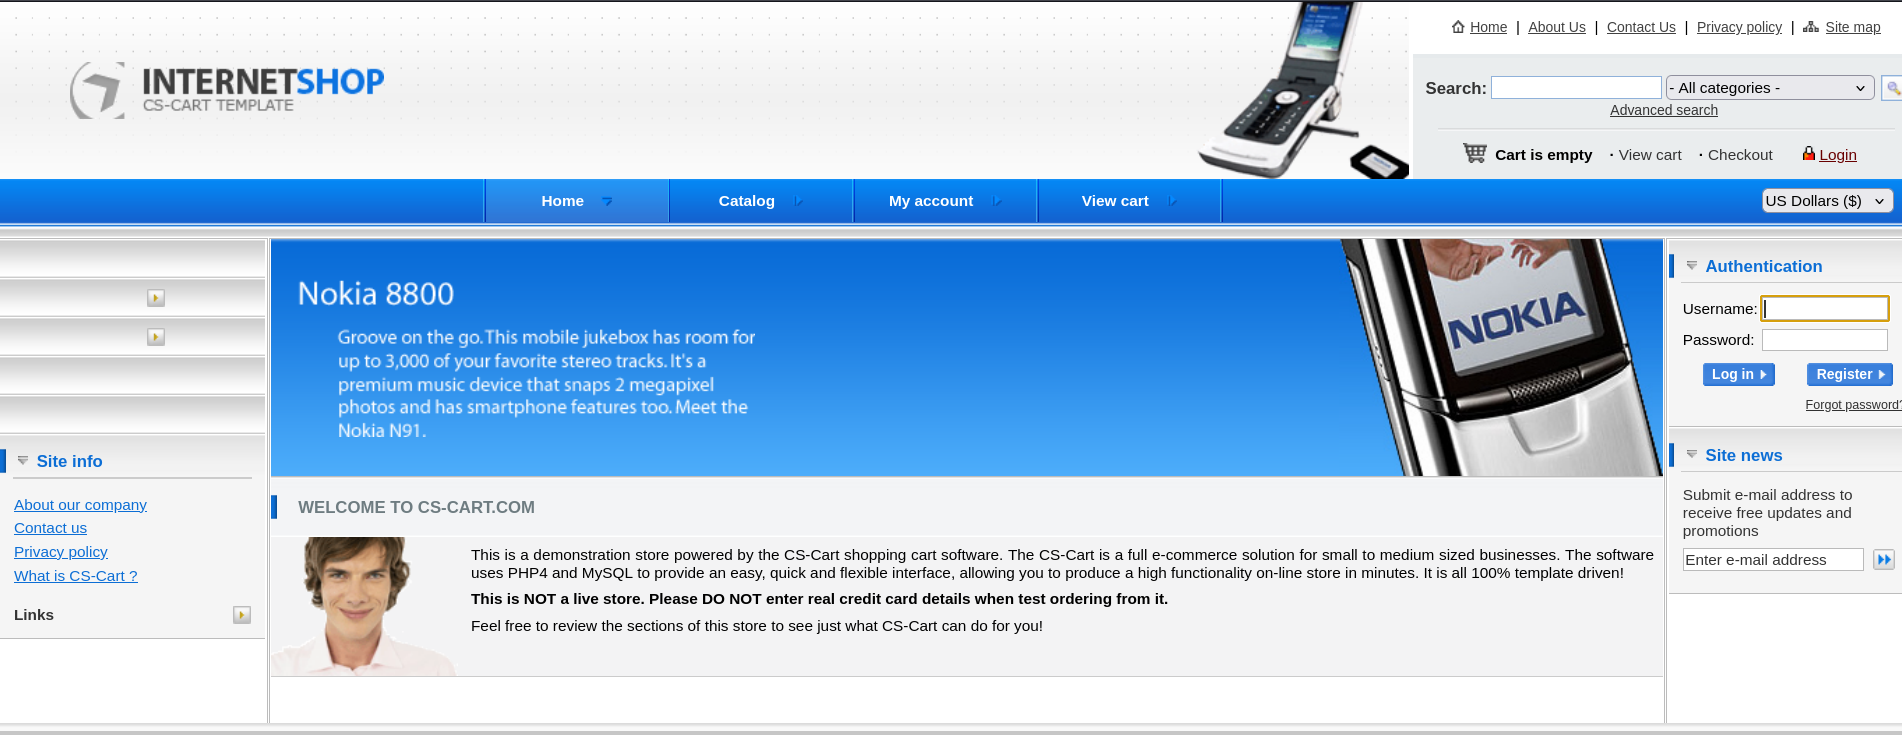 Home | About Us | Contact Us | Privacy policy | Site map
INTERNETSHOP
CS-CART TEMPLATE
Search: - All categories -
Advanced search
Cart is empty · View cart · Checkout Login
Home Catalog My account View cart US Dollars ($)
Nokia 8800
Groove on the go.This mobile jukebox has room for
up to 3,000 of your favorite stereo tracks. It's a
premium music device that snaps 2 megapixel
photos and has smartphone features too. Meet the
Nokia N91.
NOKIA
Site info
About our company
Contact us
Privacy policy
What is CS-Cart ?
Links
WELCOME TO CS-CART.COM
This is a demonstration store powered by the CS-Cart shopping cart software. The CS-Cart is a full e-commerce solution for small to medium sized businesses. The software
uses PHP4 and MySQL to provide an easy, quick and flexible interface, allowing you to produce a high functionality on-line store in minutes. It is all 100% template driven!
This is NOT a live store. Please DO NOT enter real credit card details when test ordering from it.
Feel free to review the sections of this store to see just what CS-Cart can do for you!
Authentication
Username:
Password:
Log in Register
Forgot password?
Site news
Submit e-mail address to
receive free updates and
promotions
Enter e-mail address